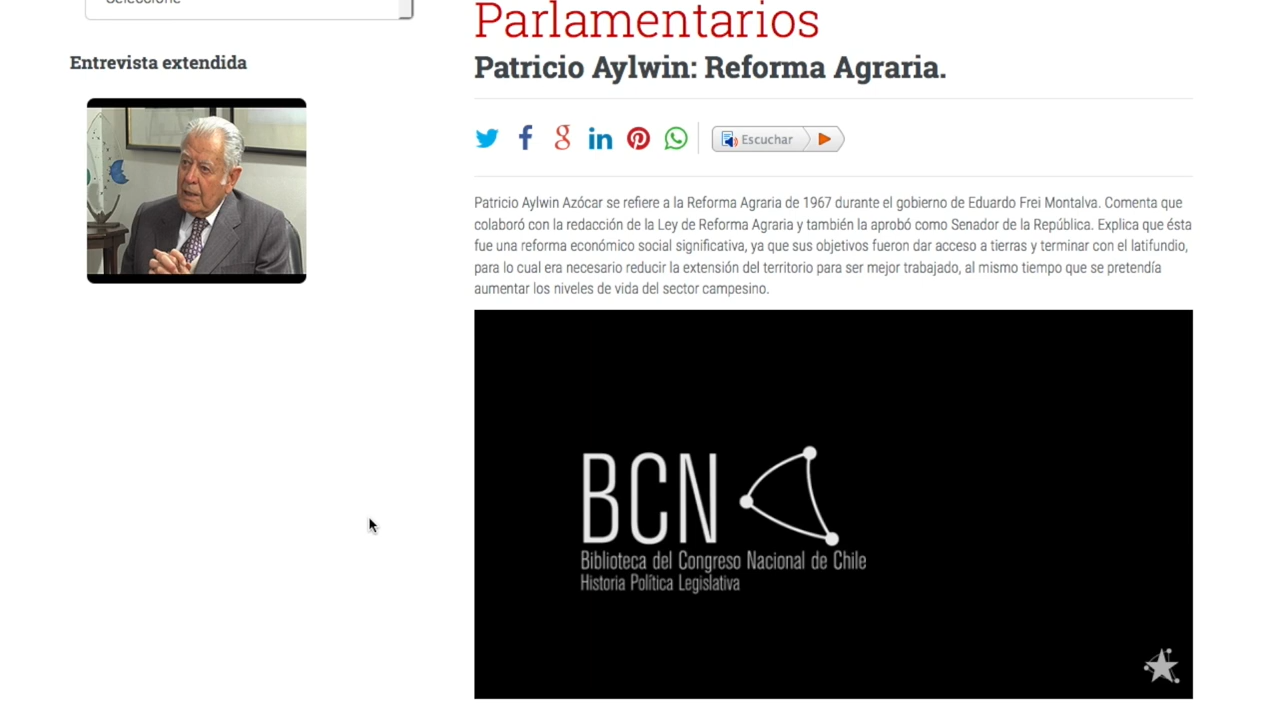 Parlamentarios
Entrevista extendida
Patricio Aylwin: Reforma Agraria.
Escuchar
Patricio Aylwin Azócar se refiere a la Reforma Agraria de 1967 durante el gobierno de Eduardo Frei Montalva. Comenta que
colaboró con la redacción de la Ley de Reforma Agraria y también la aprobó como Senador de la República. Explica que ésta
fue una reforma económico social significativa, ya que sus objetivos fueron dar acceso a tierras y terminar con el latifundio,
para lo cual era necesario reducir la extensión del territorio para ser mejor trabajado, al mismo tiempo que se pretendía
aumentar los niveles de vida del sector campesino.
BCN
Biblioteca del Congreso Nacional de Chile
Historia Política Legislativa